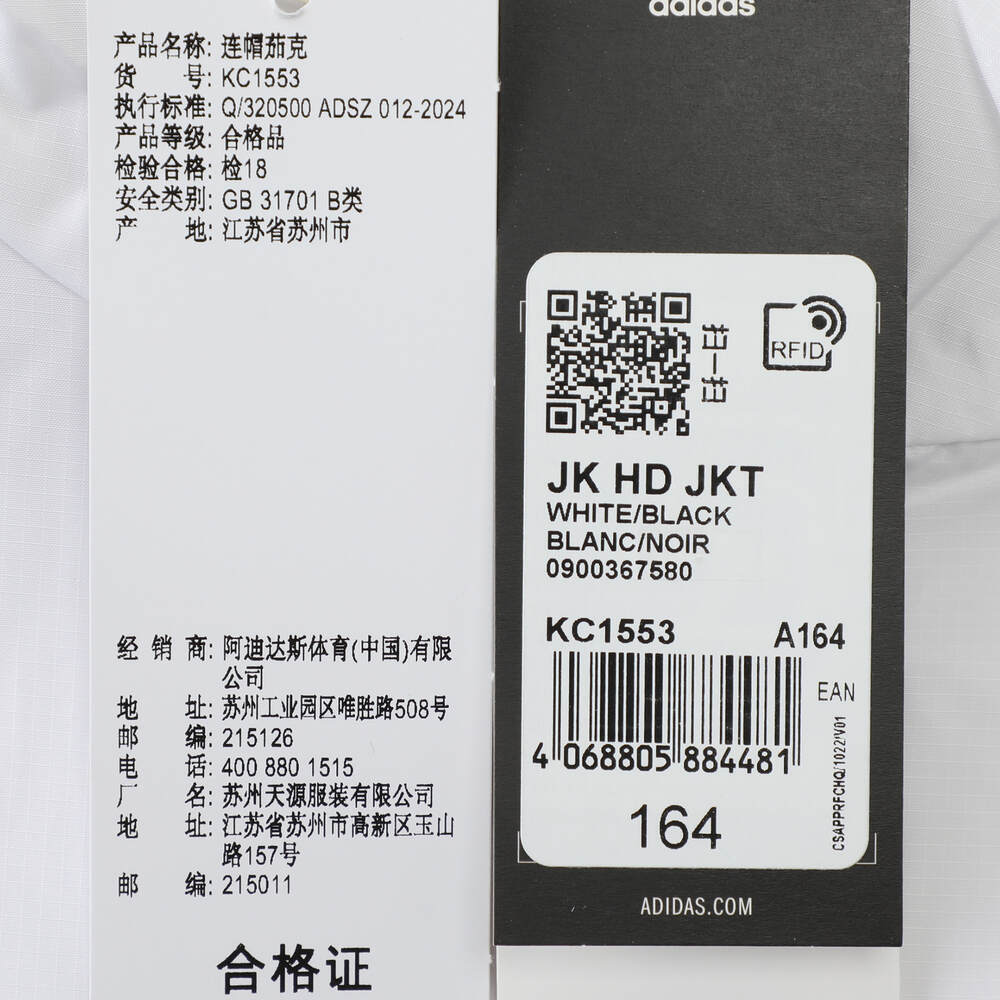 产品名称: 连帽茄克
货 号: KC1553
执行标准: Q/320500 ADSZ 012-2024
产品等级: 合格品
检验合格: 检18
安全类别: GB 31701 B类
产 地: 江苏省苏州市
经 销 商: 阿迪达斯体育(中国)有限
公司
地 址: 苏州工业园区唯胜路508号
邮 编: 215126
电 话: 400 880 1515
厂 名: 苏州天源服装有限公司
地 址: 江苏省苏州市高新区玉山
路157号
邮 编: 215011
合格证
adidas
扫一扫
RFID
JK HD JKT
WHITE/BLACK
BLANC/NOIR
0900367580
KC1553 A164
EAN
4 068805 884481
CSAPPRFCHQ/1022/V01
164
ADIDAS.COM